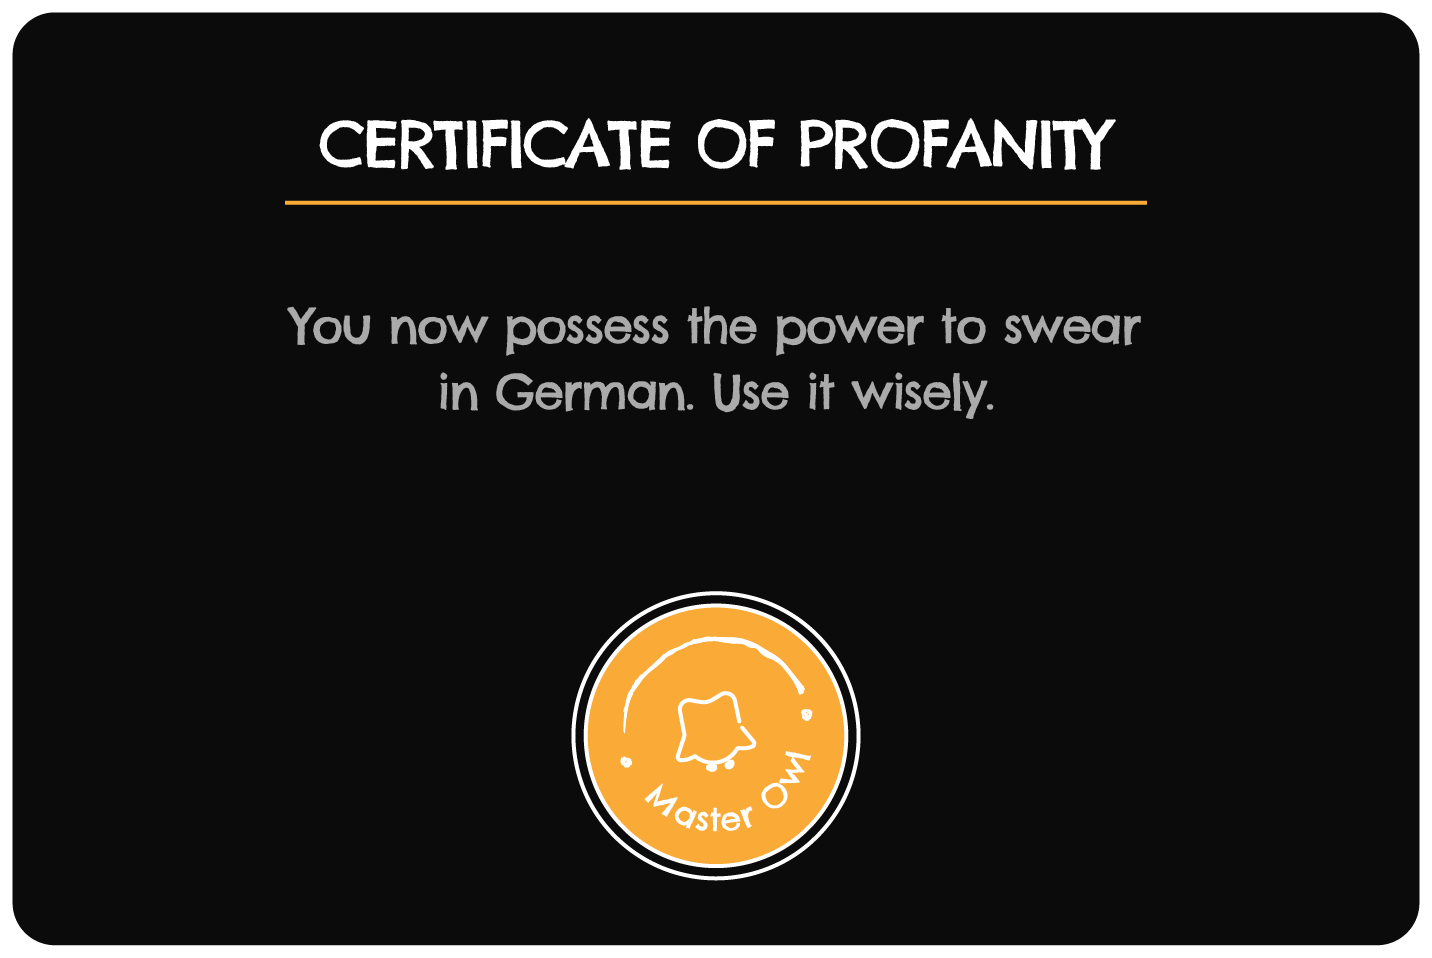 CERTIFICATE OF PROFANITY
You now possess the power to swear
in German. Use it wisely.
Master Owl